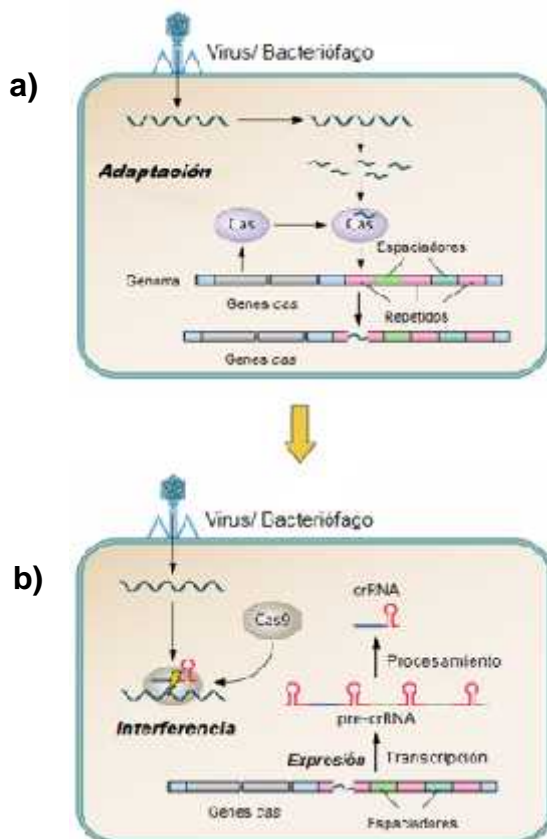 a)
Virus/ Bacteriófago
Adaptación
Cas
Cas
Espaciadores
Genoma
Genes cas
Repetidos
Genes cas
b)
Virus/ Bacteriófago
crRNA
Cas9
Procesamiento
pre-crRNA
Interferencia
Expresión
Transcripción
Genes cas
Espaciadores